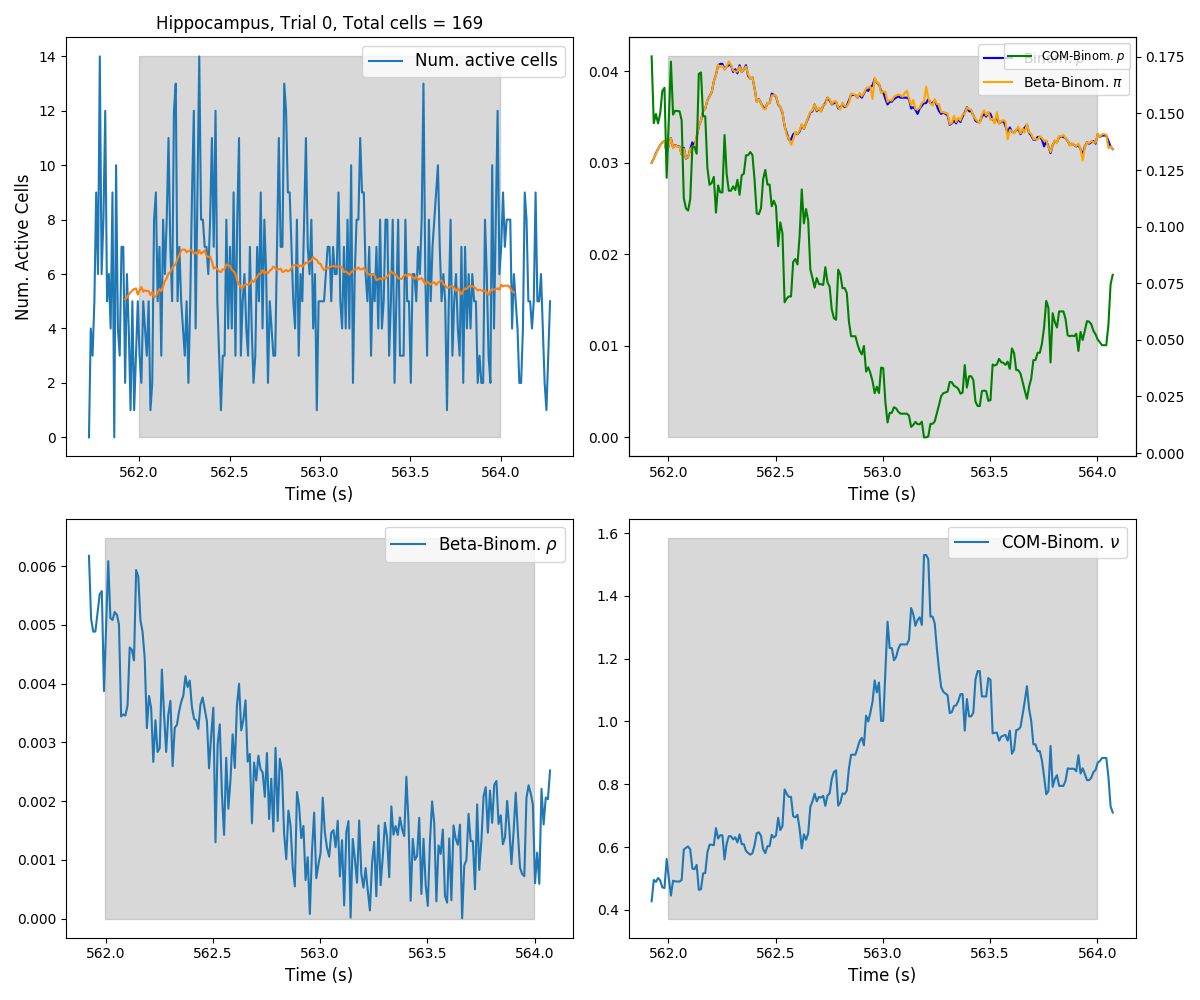 Hippocampus, Trial 0, Total cells = 169
Num. active cells
14
12
10
8
6
4
2
0
Num. Active Cells
562.0 562.5 563.0 563.5 564.0
Time (s)
COM-Binom. p
Beta-Binom. π
0.04
0.03
0.02
0.01
0.00
0.175
0.150
0.125
0.100
0.075
0.050
0.025
0.000
562.0 562.5 563.0 563.5 564.0
Time (s)
Beta-Binom. ρ
0.006
0.005
0.004
0.003
0.002
0.001
0.000
562.0 562.5 563.0 563.5 564.0
Time (s)
COM-Binom. ν
1.6
1.4
1.2
1.0
0.8
0.6
0.4
562.0 562.5 563.0 563.5 564.0
Time (s)